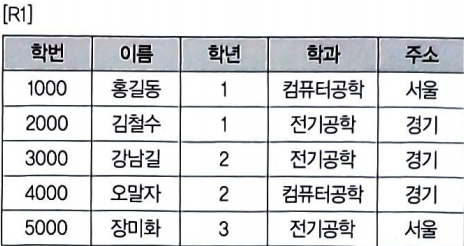 [R1]
학번 이름 학년 학과 주소
1000 홍길동 1 컴퓨터공학 서울
2000 김철수 1 전기공학 경기
3000 강남길 2 전기공학 경기
4000 오말자 2 컴퓨터공학 경기
5000 장미화 3 전기공학 서울